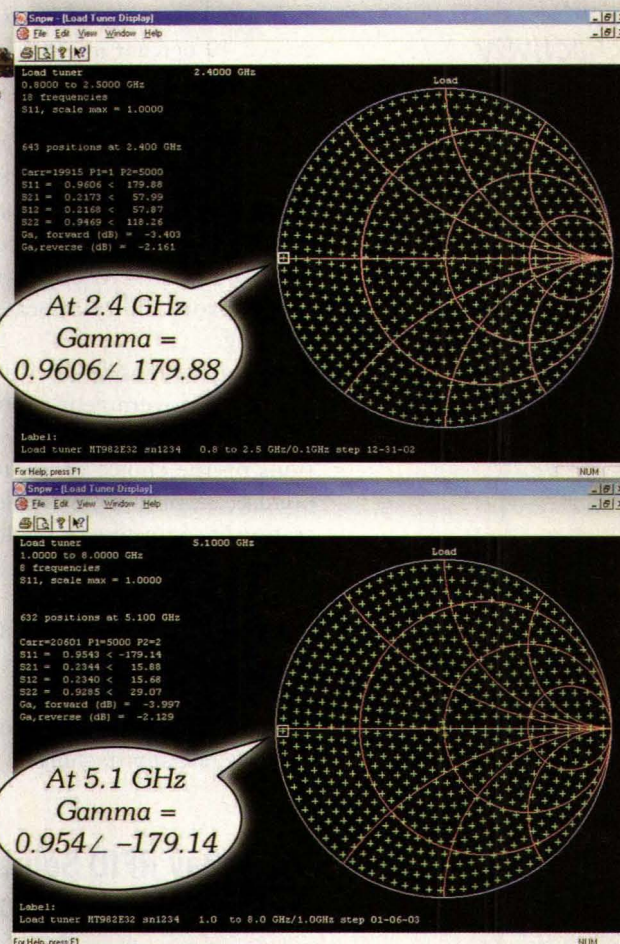 Snpw - [Load Tuner Display]
File Edit View Window Help
Load tuner 2.4000 GHz
0.8000 to 2.5000 GHz
18 frequencies
S11, scale max = 1.0000
Load
643 positions at 2.400 GHz
Carr=19915 P1=1 P2=5000
S11 = 0.9606 < 179.88
S21 = 0.2173 < 57.99
S12 = 0.2168 < 57.87
S22 = 0.9469 < 118.26
Ga, forward (dB) = -3.403
Ga,reverse (dB) = -2.161
At 2.4 GHz
Gamma =
0.9606∠ 179.88
Label:
Load tuner MT982E32 sn1234 0.8 to 2.5 GHz/0.1GHz step 12-31-02
For Help, press F1 NUM
Snpw - [Load Tuner Display]
File Edit View Window Help
Load tuner 5.1000 GHz
1.0000 to 8.0000 GHz
8 frequencies
S11, scale max = 1.0000
Load
632 positions at 5.100 GHz
Carr=20601 P1=5000 P2=2
S11 = 0.9543 < -179.14
S21 = 0.2344 < 15.88
S12 = 0.2340 < 15.68
S22 = 0.9285 < 29.07
Ga, forward (dB) = -3.997
Ga,reverse (dB) = -2.129
At 5.1 GHz
Gamma =
0.954∠ –179.14
Label:
Load tuner MT982E32 sn1234 1.0 to 8.0 GHz/1.0GHz step 01-06-03
For Help, press F1 NUM